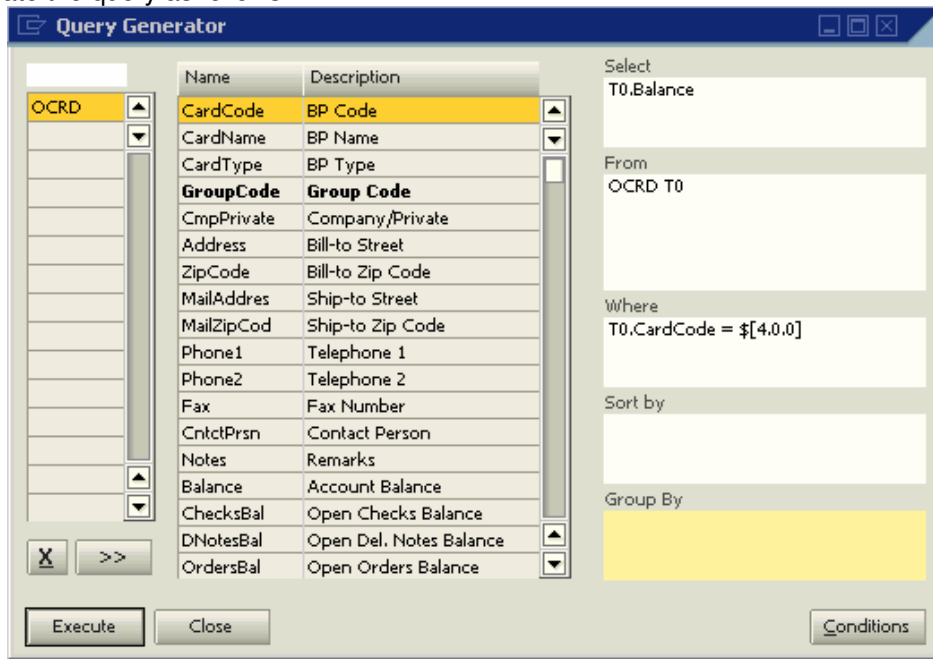 Query Generator
OCRD
Name Description
CardCode BP Code
CardName BP Name
CardType BP Type
GroupCode Group Code
CmpPrivate Company/Private
Address Bill-to Street
ZipCode Bill-to Zip Code
MailAddres Ship-to Street
MailZipCod Ship-to Zip Code
Phone1 Telephone 1
Phone2 Telephone 2
Fax Fax Number
CntctPrsn Contact Person
Notes Remarks
Balance Account Balance
ChecksBal Open Checks Balance
DNotesBal Open Del. Notes Balance
OrdersBal Open Orders Balance
X >>
Select
T0.Balance
From
OCRD T0
Where
T0.CardCode = $[4.0.0]
Sort by
Group By
Execute Close Conditions